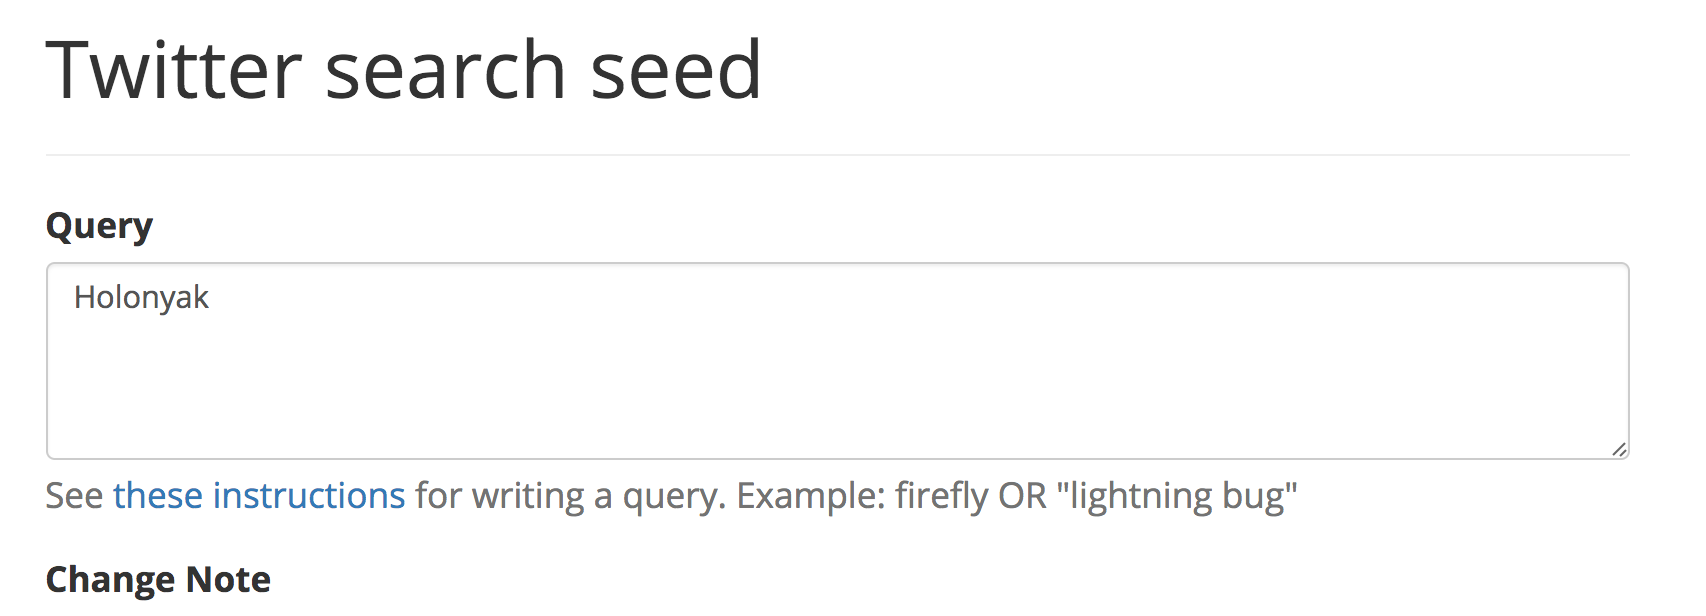 Twitter search seed
Query
Holonyak
See these instructions for writing a query. Example: firefly OR "lightning bug"
Change Note